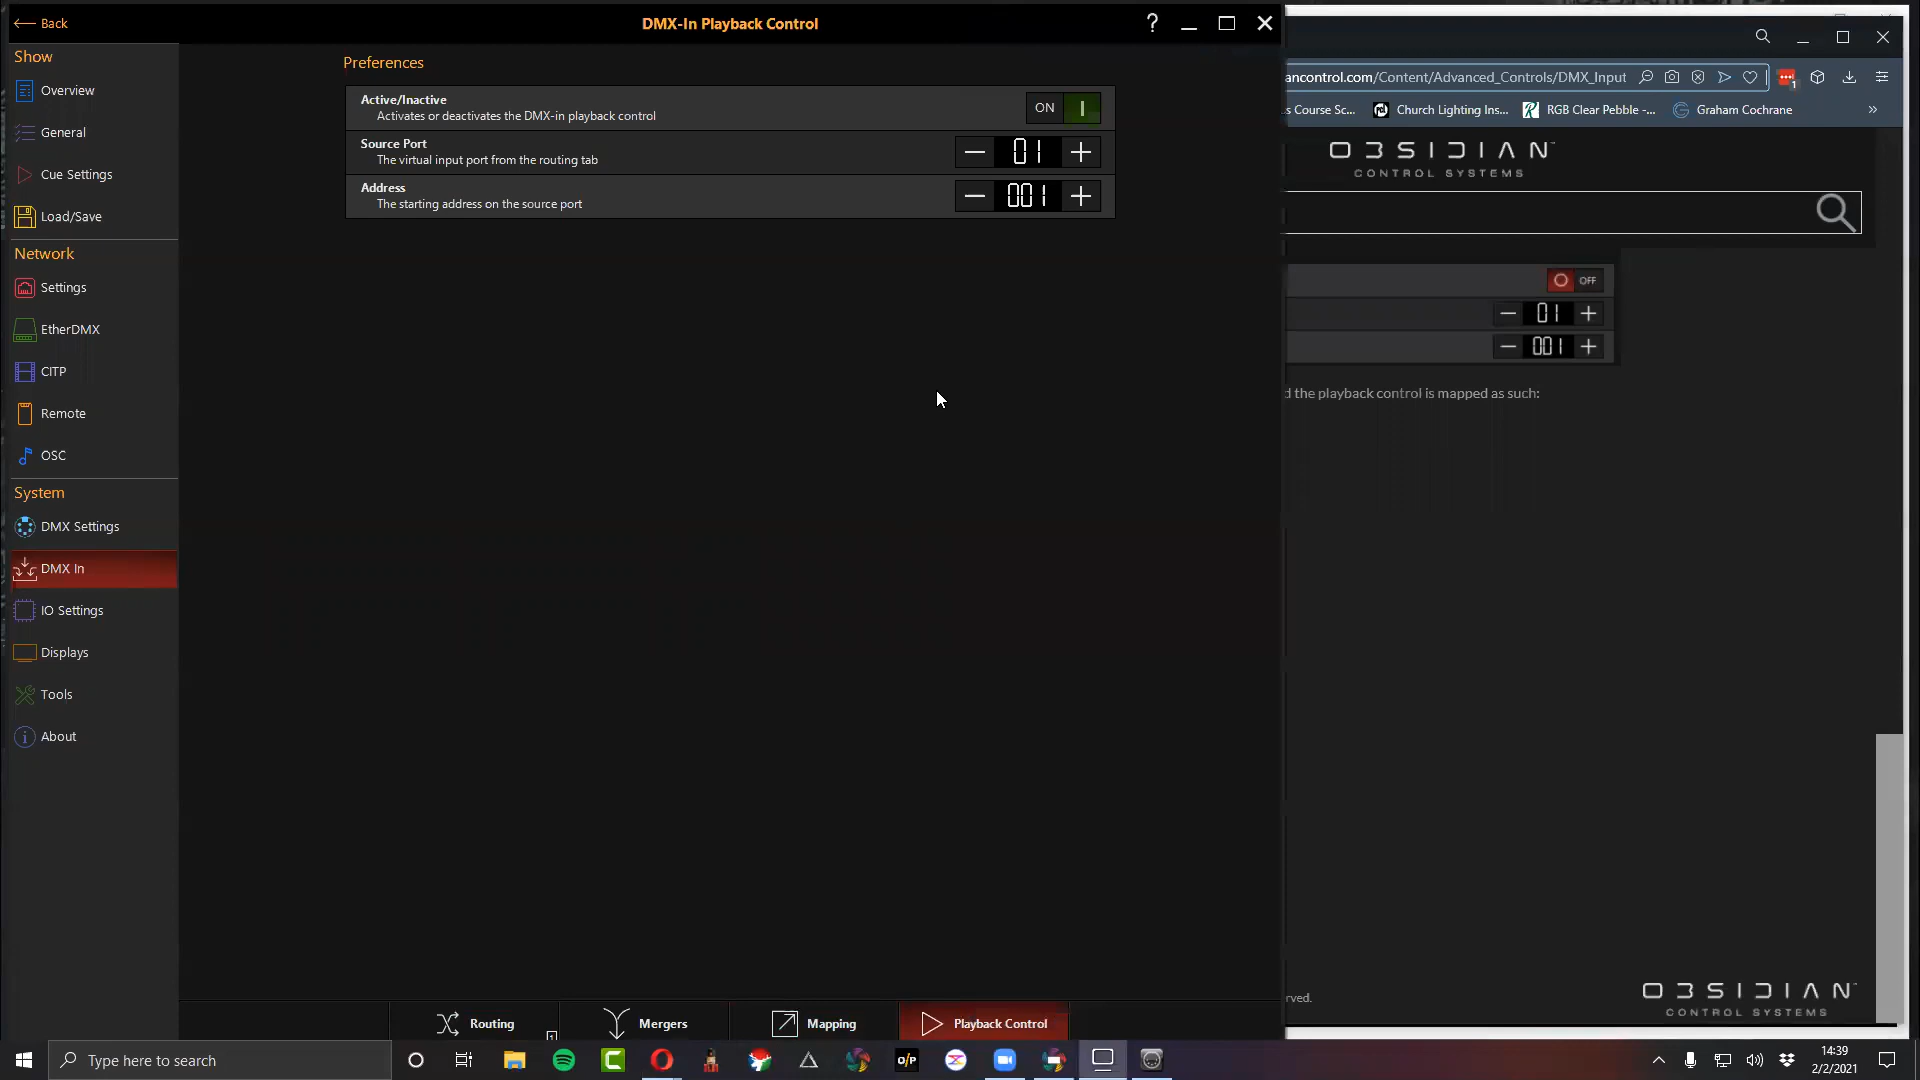 Back
DMX-In Playback Control
?
Show
Overview
General
Cue Settings
Load/Save
Network
Settings
EtherDMX
CITP
Remote
OSC
System
DMX Settings
DMX In
IO Settings
Displays
Tools
About
Preferences
Active/Inactive
Activates or deactivates the DMX-in playback control
ON
Source Port
The virtual input port from the routing tab
01
Address
The starting address on the source port
001
Routing
1
Mergers
Mapping
Playback Control
ancontrol.com/Content/Advanced_Controls/DMX_Input
1
s Course Sc...
Church Lighting Ins...
RGB Clear Pebble -...
Graham Cochrane
»
OBSIDIAN
CONTROL SYSTEMS
OFF
01
001
d the playback control is mapped as such:
rved.
OBSIDIAN
CONTROL SYSTEMS
Type here to search
O/P
14:39
2/2/2021